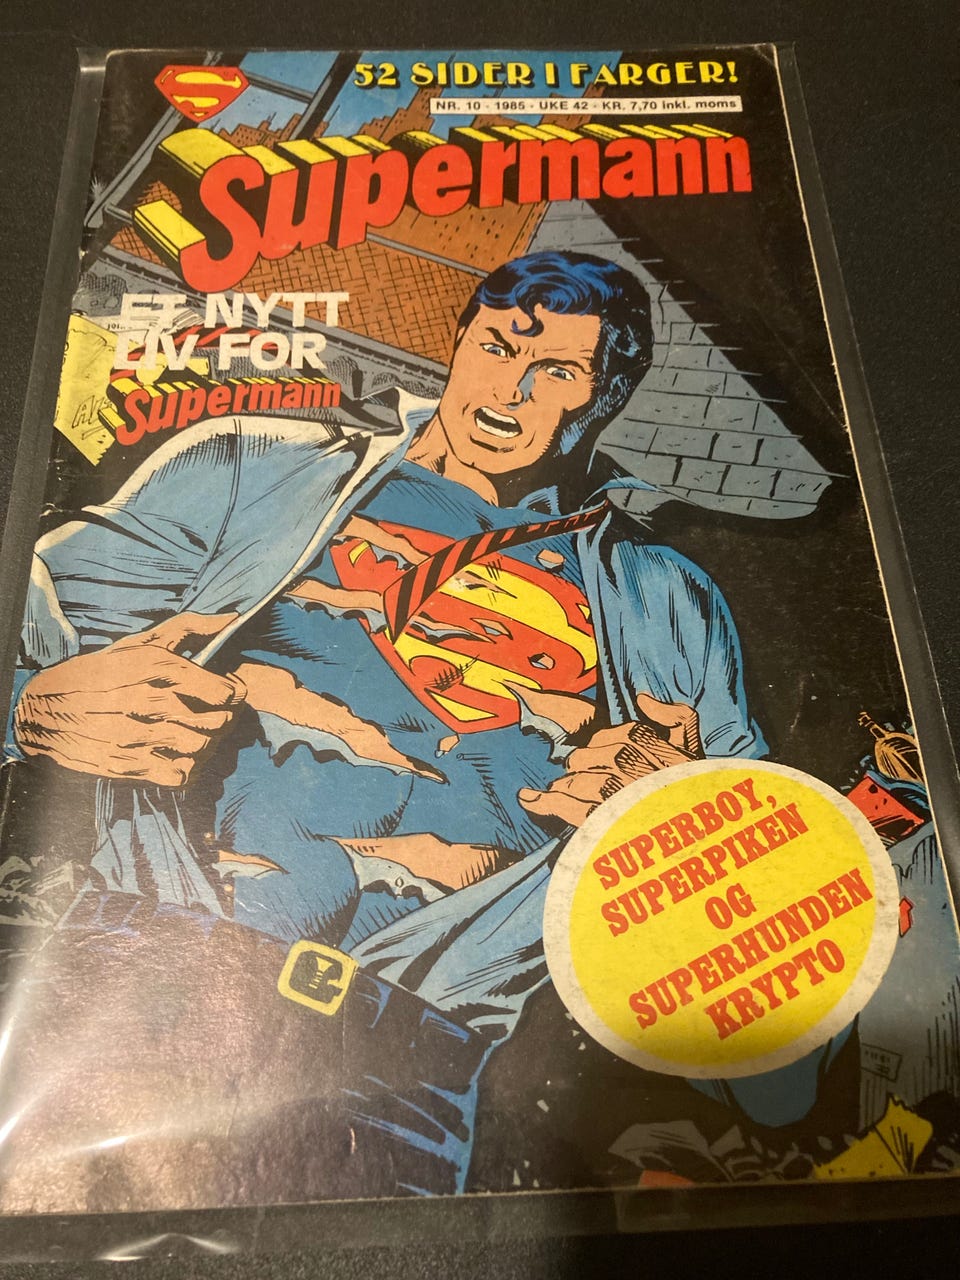 52 SIDER I FARGER!
NR. 10 - 1985 - UKE 42 - KR. 7,70 inkl. moms
Supermann
ET NYTT
LIV FOR
Supermann
SUPERBOY,
SUPERPIKEN
OG
SUPERHUNDEN
KRYPTO